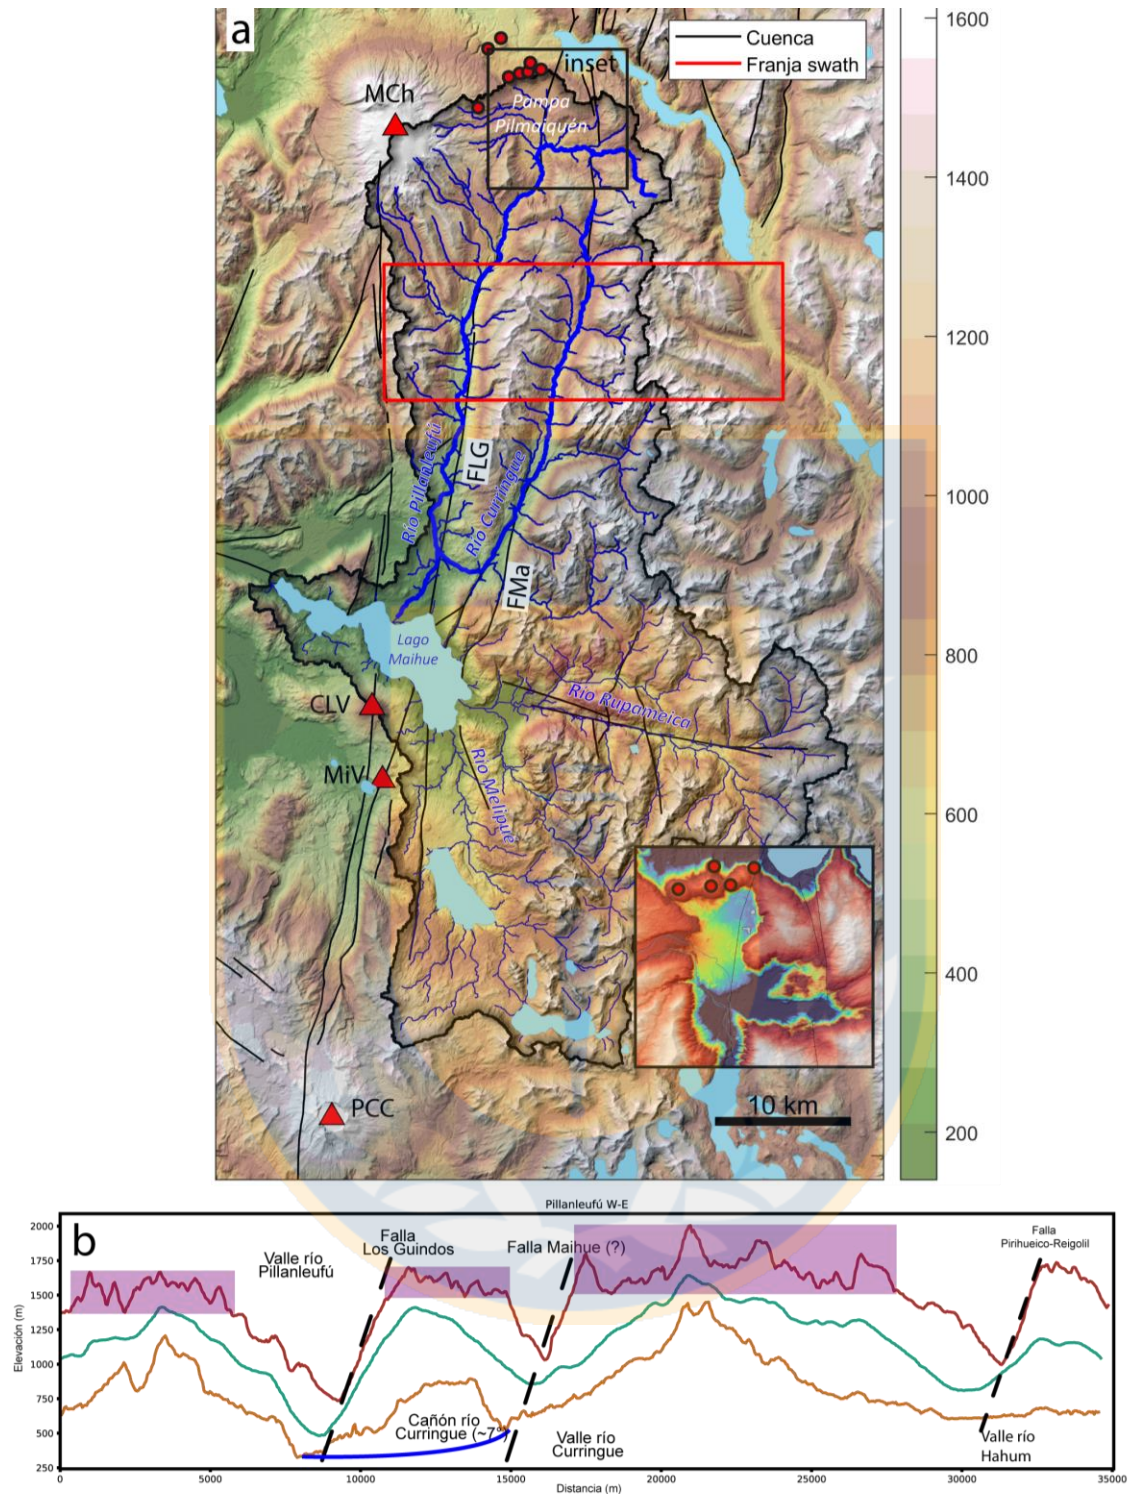 a
Cuenca
Franja swath
inset
MCh
Pampa
Pilmaiquén
1600
1400
1200
1000
800
600
400
200
Río Pillanleufú
FLG
Río Curringue
FMa
Lago
Maihue
CLV
Río Rupameica
MiV
Río Melipue
PCC
10 km
Pillanleufú W-E
b
Elevación (m)
2000
1750
1500
1250
1000
750
500
250
Valle río
Pillanleufú
Falla
Los Guindos
Falla Maihue (?)
Falla
Pirihueico-Reigolil
Cañón río
Curringue (~7°)
Valle río
Curringue
Valle río
Hahum
0
5000
10000
15000
20000
25000
30000
35000
Distancia (m)